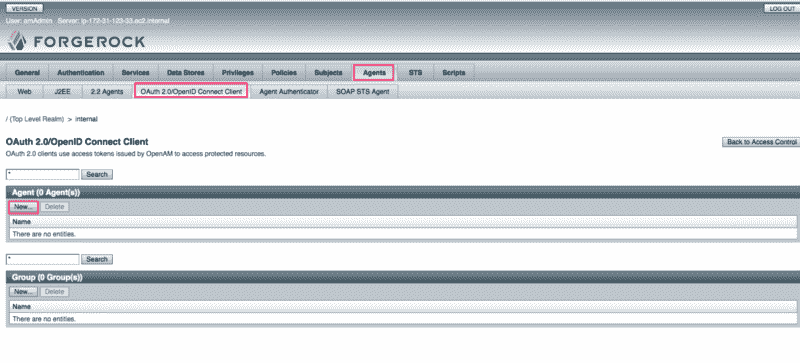 VERSION LOG OUT
User: amAdmin Server: ip-172-31-123-33.ec2.internal
FORGEROCK
General Authentication Services Data Stores Privileges Policies Subjects Agents STS Scripts
Web J2EE 2.2 Agents OAuth 2.0/OpenID Connect Client Agent Authenticator SOAP STS Agent
/ (Top Level Realm) > internal
OAuth 2.0/OpenID Connect Client Back to Access Control
OAuth 2.0 clients use access tokens issued by OpenAM to access protected resources.
* Search
Agent (0 Agent(s))
New... Delete
Name
There are no entities.
* Search
Group (0 Group(s))
New... Delete
Name
There are no entities.